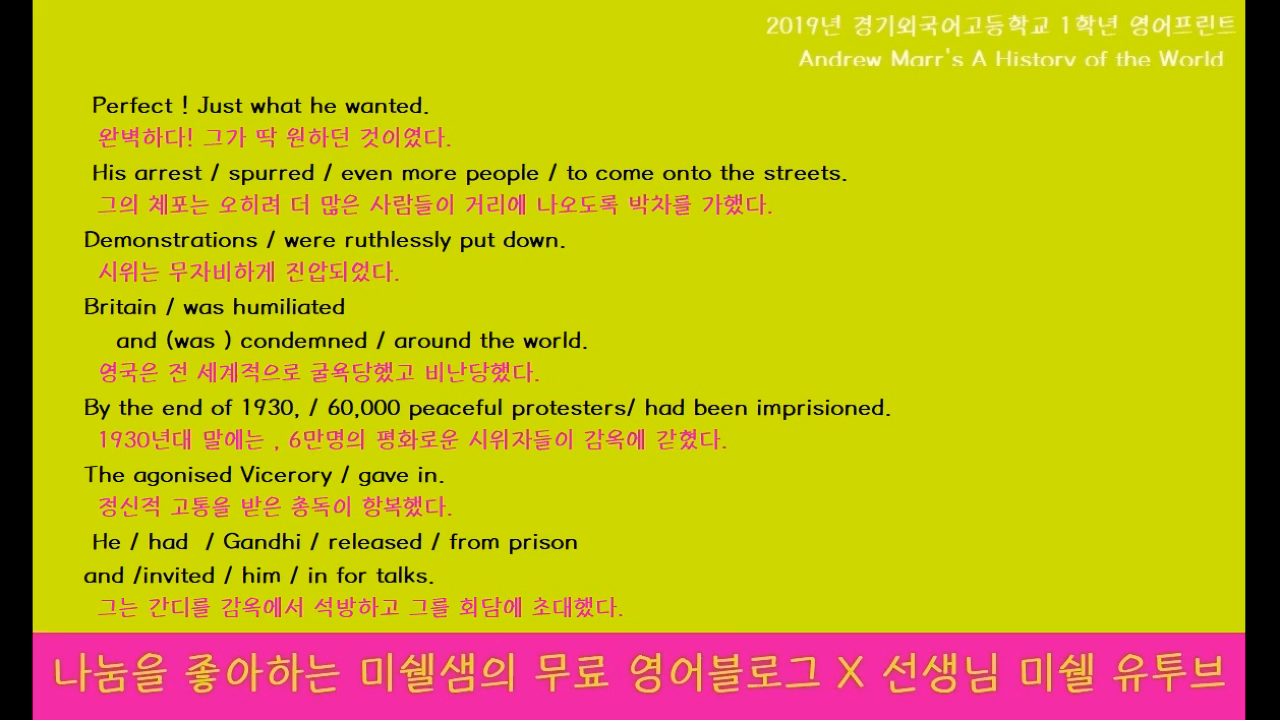 2019년 경기외국어고등학교 1학년 영어프린트
Andrew Marr's A History of the World
Perfect ! Just what he wanted.
완벽하다! 그가 딱 원하던 것이였다.
His arrest / spurred / even more people / to come onto the streets.
그의 체포는 오히려 더 많은 사람들이 거리에 나오도록 박차를 가했다.
Demonstrations / were ruthlessly put down.
시위는 무자비하게 진압되었다.
Britain / was humiliated
and (was ) condemned / around the world.
영국은 전 세계적으로 굴욕당했고 비난당했다.
By the end of 1930, / 60,000 peaceful protesters/ had been imprisioned.
1930년대 말에는 , 6만명의 평화로운 시위자들이 감옥에 갇혔다.
The agonised Vicerory / gave in.
정신적 고통을 받은 총독이 항복했다.
He / had / Gandhi / released / from prison
and /invited / him / in for talks.
그는 간디를 감옥에서 석방하고 그를 회담에 초대했다.
나눔을 좋아하는 미쉘샘의 무료 영어블로그 X 선생님 미쉘 유투브